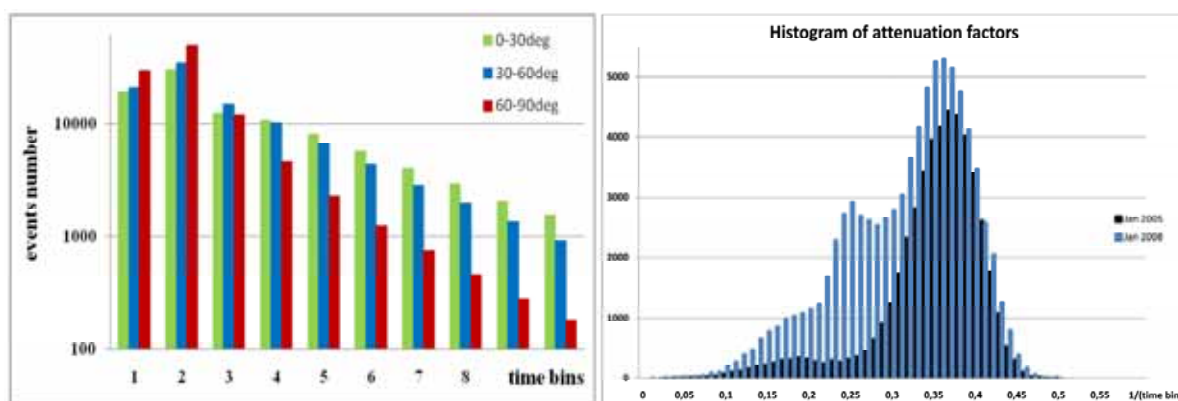 0-30deg
30-60deg
60-90deg
10000
1000
100
events number
1 2 3 4 5 6 7 8 time bins
Histogram of attenuation factors
5000
4000
3000
2000
1000
0
Jan 2005
Jan 2008
0 0,05 0,1 0,15 0,2 0,25 0,3 0,35 0,4 0,45 0,5 0,55 1/(time bin